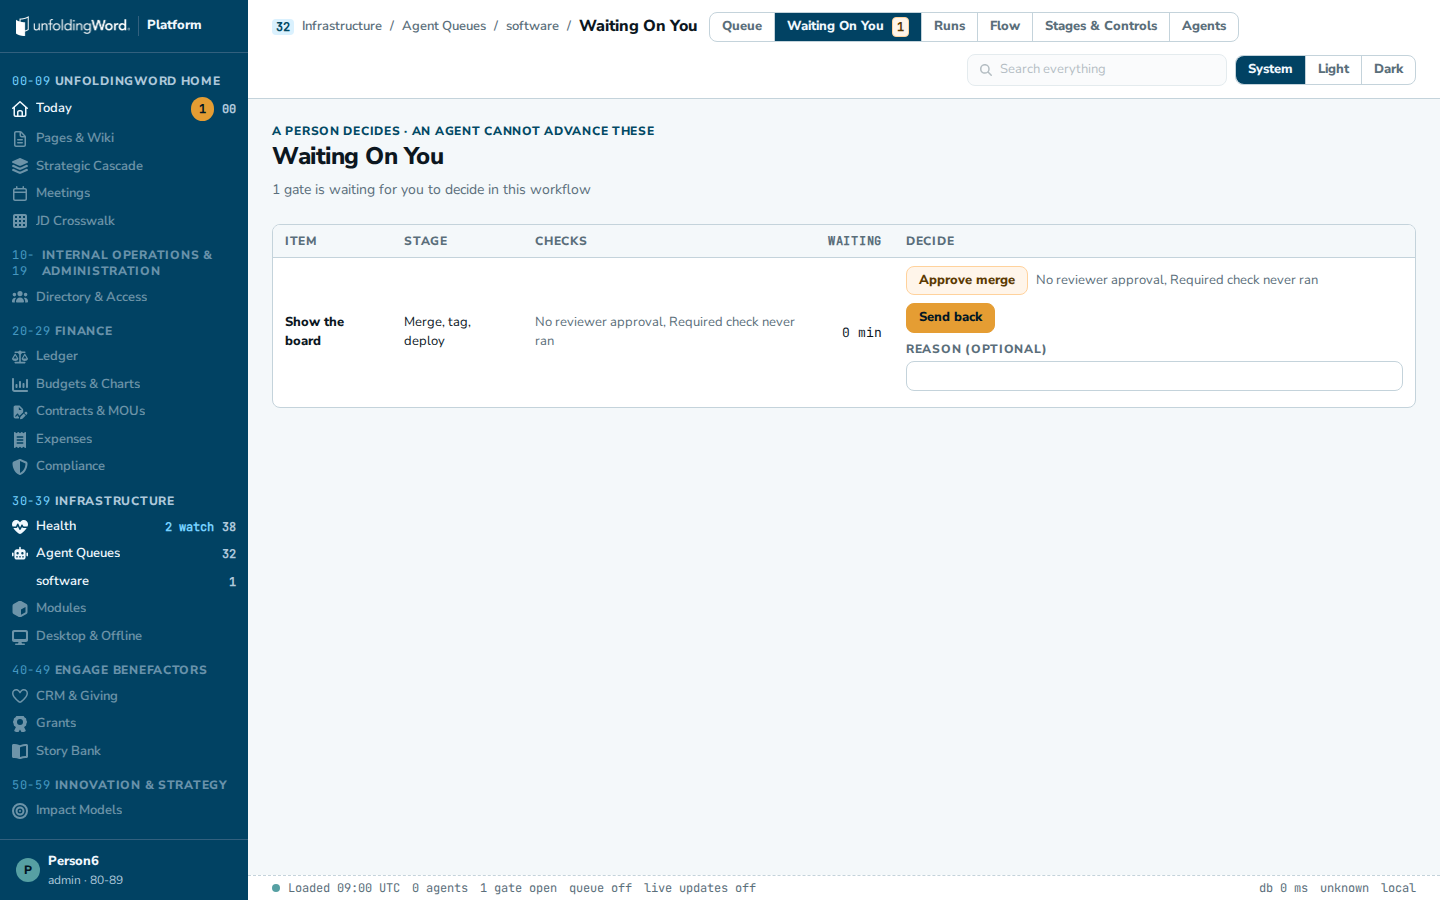 unfoldingWord. Platform
00-09 UNFOLDINGWORD HOME
Today 1 00
Pages & Wiki
Strategic Cascade
Meetings
JD Crosswalk
10-19 INTERNAL OPERATIONS & ADMINISTRATION
Directory & Access
20-29 FINANCE
Ledger
Budgets & Charts
Contracts & MOUs
Expenses
Compliance
30-39 INFRASTRUCTURE
Health 2 watch 38
Agent Queues 32
software 1
Modules
Desktop & Offline
40-49 ENGAGE BENEFACTORS
CRM & Giving
Grants
Story Bank
50-59 INNOVATION & STRATEGY
Impact Models
P Person6
admin · 80-89
32 Infrastructure / Agent Queues / software / Waiting On You
Queue Waiting On You 1 Runs Flow Stages & Controls Agents
Search everything System Light Dark
A PERSON DECIDES · AN AGENT CANNOT ADVANCE THESE
Waiting On You
1 gate is waiting for you to decide in this workflow
ITEM STAGE CHECKS WAITING DECIDE
Show the board
Merge, tag, deploy
No reviewer approval, Required check never ran
0 min
Approve merge No reviewer approval, Required check never ran
Send back
REASON (OPTIONAL)
Loaded 09:00 UTC 0 agents 1 gate open queue off live updates off db 0 ms unknown local